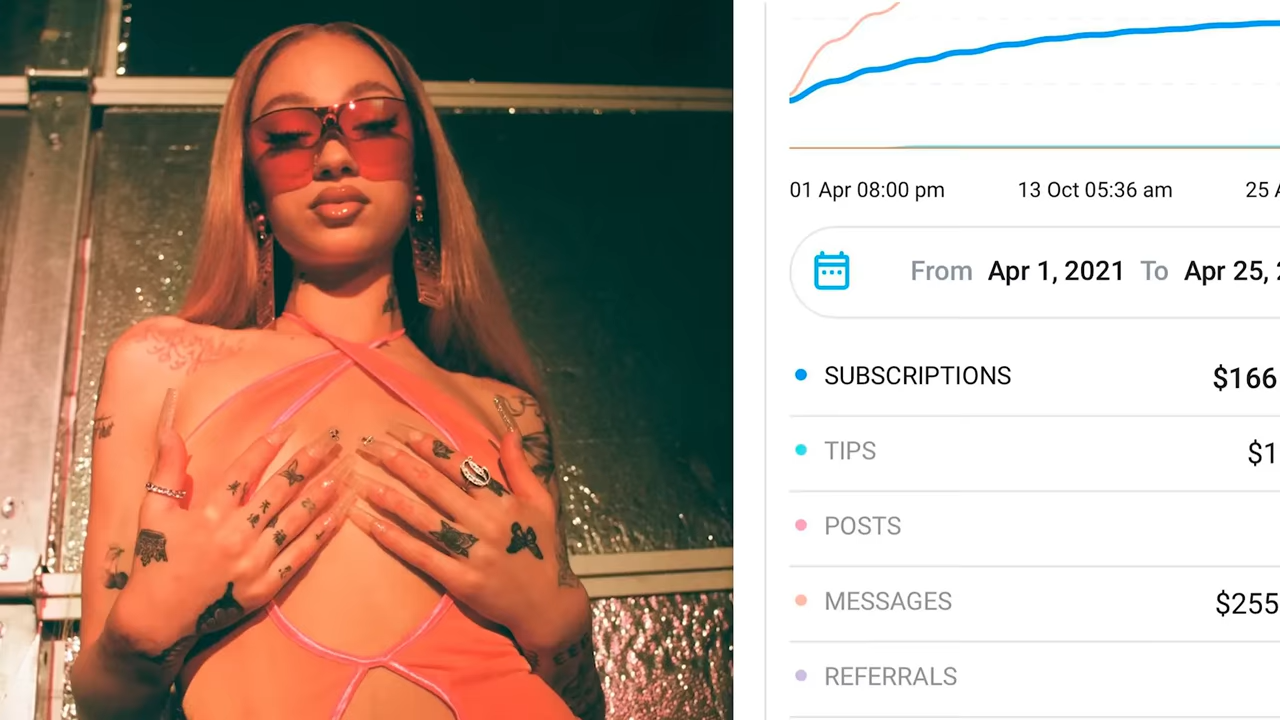 01 Apr 08:00 pm 13 Oct 05:36 am 25
From Apr 1, 2021 To Apr 25,
SUBSCRIPTIONS $166
TIPS $1
POSTS
MESSAGES $255
REFERRALS